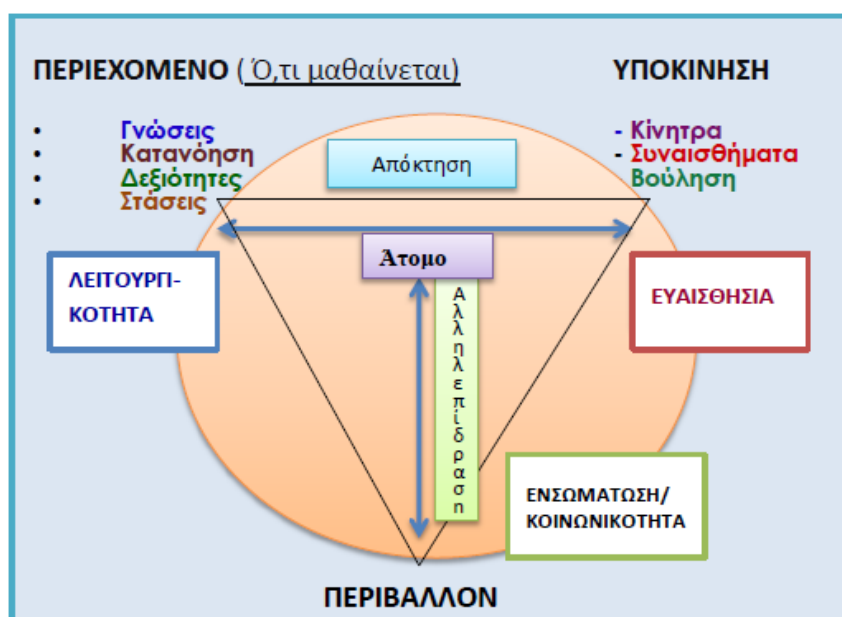 ΠΕΡΙΕΧΟΜΕΝΟ ( Ό,τι μαθαίνεται)
• Γνώσεις
• Κατανόηση
• Δεξιότητες
• Στάσεις
ΥΠΟΚΙΝΗΣΗ
- Κίνητρα
- Συναισθήματα
Βούληση
Απόκτηση
Άτομο
ΛΕΙΤΟΥΡΓΙ-
ΚΟΤΗΤΑ
ΕΥΑΙΣΘΗΣΙΑ
Αλληλεπίδραση
ΕΝΣΩΜΑΤΩΣΗ/
ΚΟΙΝΩΝΙΚΟΤΗΤΑ
ΠΕΡΙΒΑΛΛΟΝ